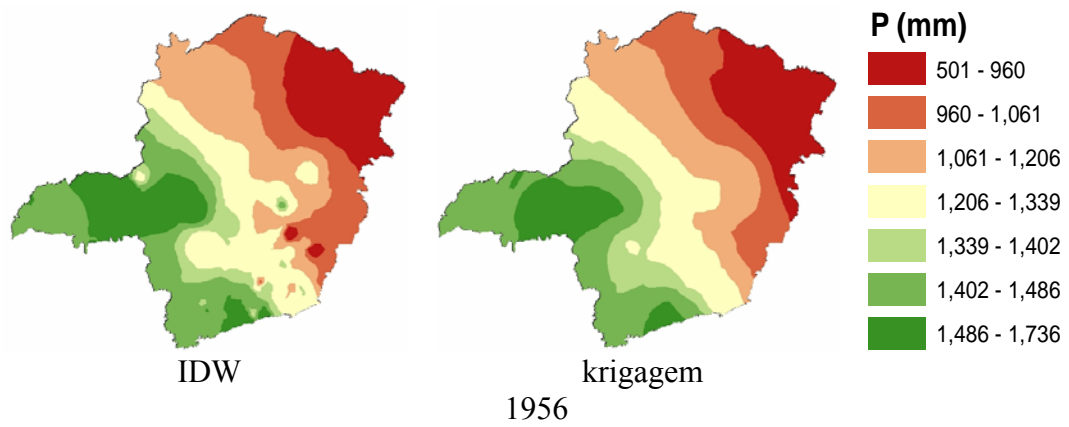 P (mm)
501 - 960
960 - 1,061
1,061 - 1,206
1,206 - 1,339
1,339 - 1,402
1,402 - 1,486
1,486 - 1,736
IDW
krigagem
1956